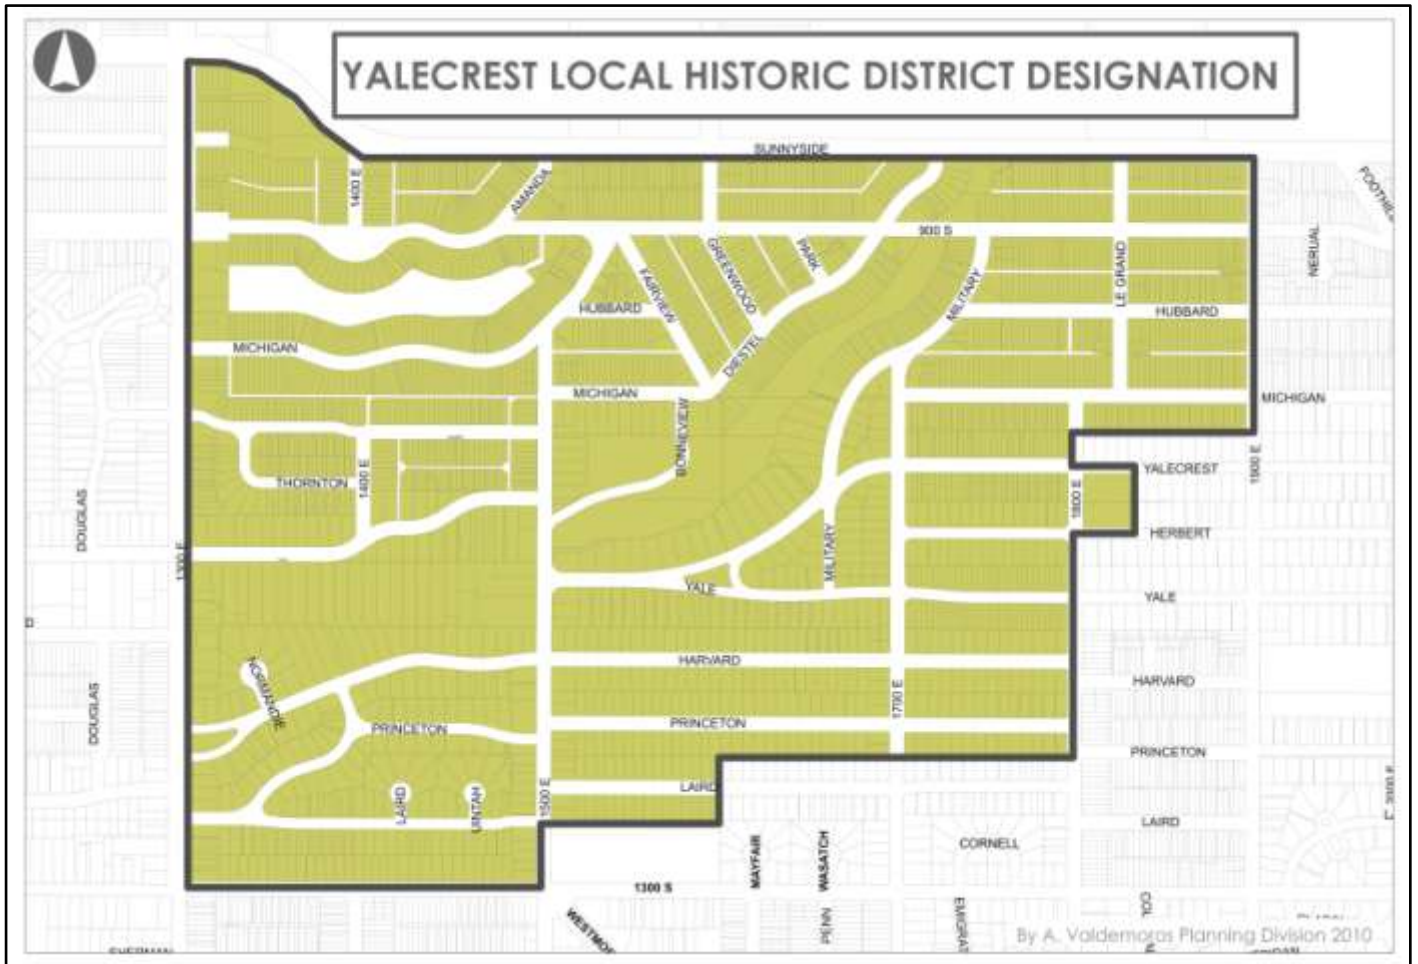 YALECREST LOCAL HISTORIC DISTRICT DESIGNATION
SUNNYSIDE
1400 E
AMANDA
900 S
NERUAL
FAIRVIEW
GREENWOOD
PARK
MILITARY
LE GRAND
HUBBARD
HUBBARD
MICHIGAN
DIESTEL
MICHIGAN
MICHIGAN
BONNEVIEW
YALECREST
1900 E
THORNTON
1400 E
1800 E
DOUGLAS
HERBERT
MILITARY
1300 E
YALE
YALE
HARVARD
HARVARD
NORMANDIE
DOUGLAS
1700 E
PRINCETON
PRINCETON
PRINCETON
LAIRD
UINTAH
1500 E
LAIRD
LAIRD
MAYFAIR
WASATCH
CORNELL
1300 S
PENN
By A. Valdemoros Planning Division 2010